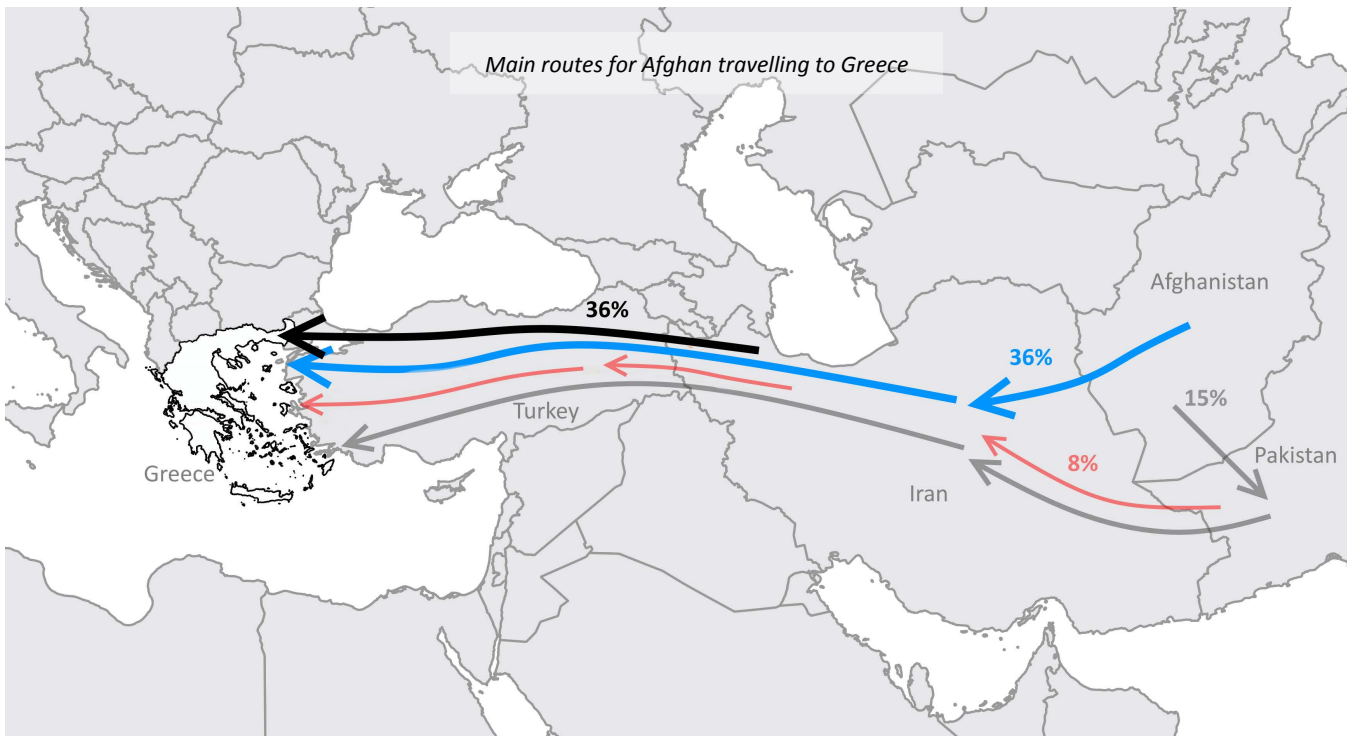 Main routes for Afghan travelling to Greece
Afghanistan
36%
36%
15%
Turkey
Pakistan
8%
Greece
Iran